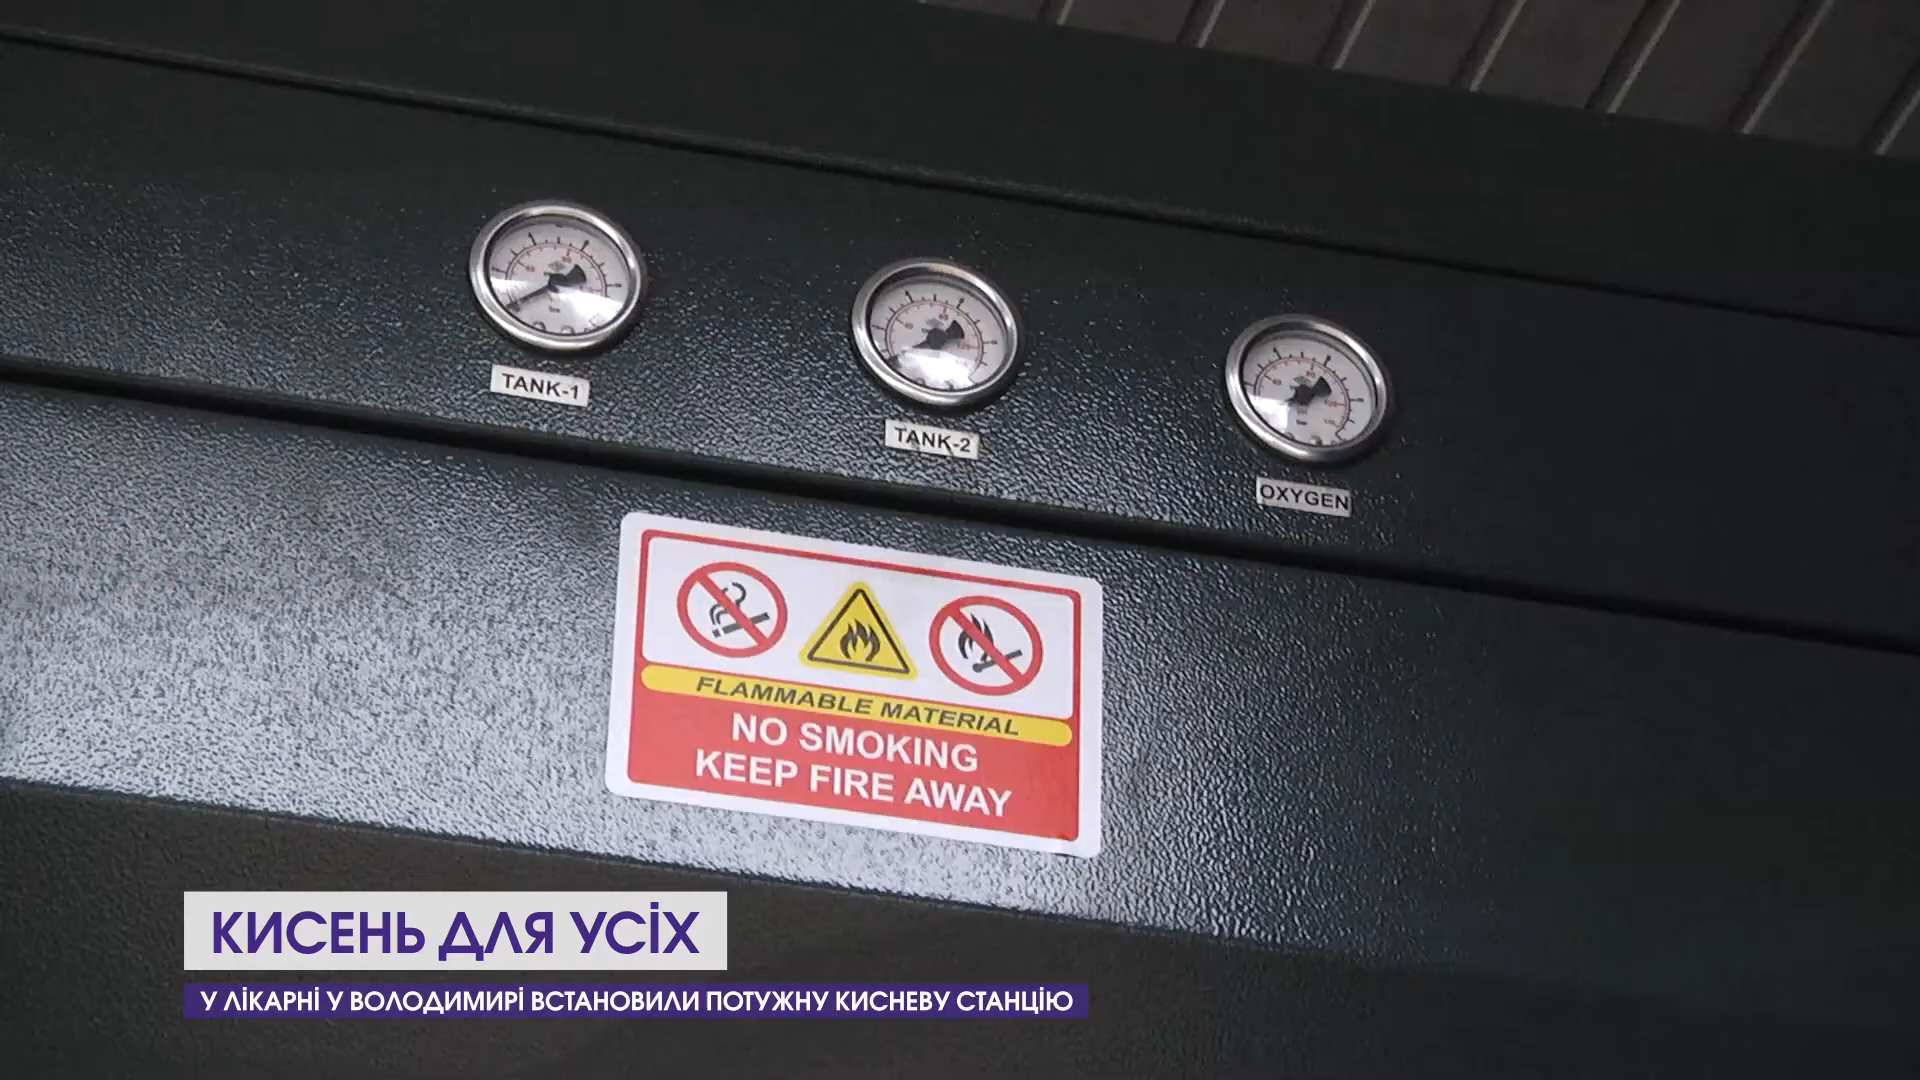 TANK-1
TANK-2
OXYGEN
FLAMMABLE MATERIAL
NO SMOKING
KEEP FIRE AWAY
КИСЕНЬ ДЛЯ УСІХ
У ЛІКАРНІ У ВОЛОДИМИРІ ВСТАНОВИЛИ ПОТУЖНУ КИСНЕВУ СТАНЦІЮ